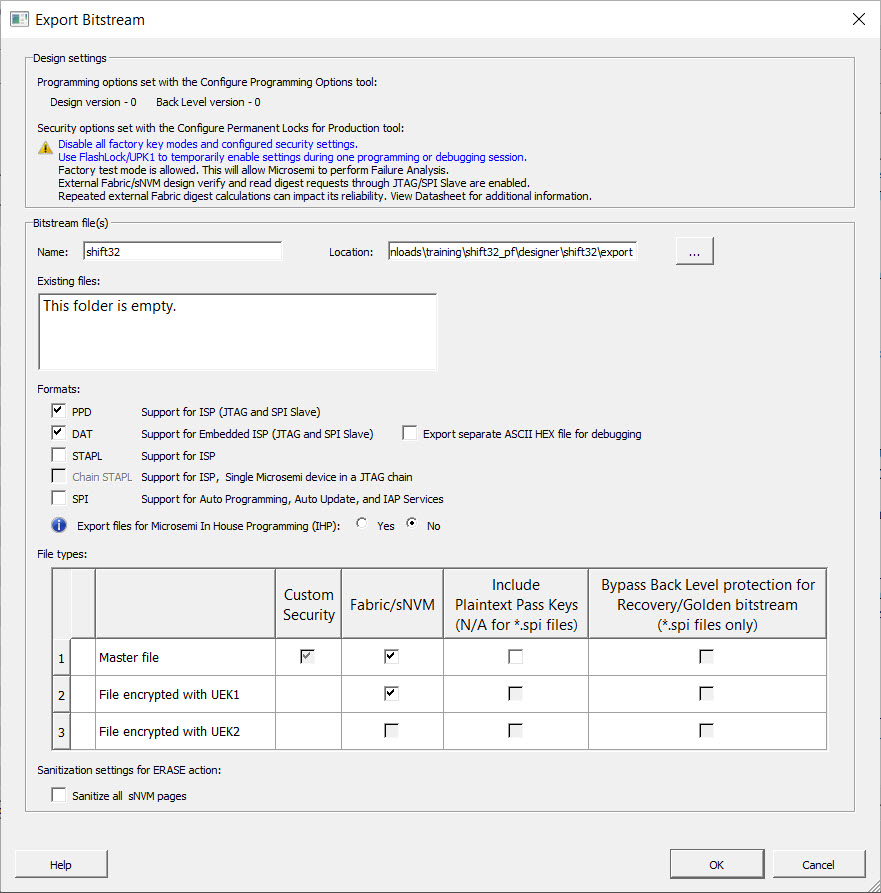 Export Bitstream
Design settings
Programming options set with the Configure Programming Options tool:
Design version - 0 Back Level version - 0
Security options set with the Configure Permanent Locks for Production tool:
Disable all factory key modes and configured security settings.
Use FlashLock/UPK1 to temporarily enable settings during one programming or debugging session.
Factory test mode is allowed. This will allow Microsemi to perform Failure Analysis.
External Fabric/sNVM design verify and read digest requests through JTAG/SPI Slave are enabled.
Repeated external Fabric digest calculations can impact its reliability. View Datasheet for additional information.
Bitstream file(s)
Name: shift32 Location: nloads\training\shift32_pf\designer\shift32\export ...
Existing files:
This folder is empty.
Formats:
PPD Support for ISP (JTAG and SPI Slave)
DAT Support for Embedded ISP (JTAG and SPI Slave) Export separate ASCII HEX file for debugging
STAPL Support for ISP
Chain STAPL Support for ISP, Single Microsemi device in a JTAG chain
SPI Support for Auto Programming, Auto Update, and IAP Services
Export files for Microsemi In House Programming (IHP): Yes No
File types:
Custom Security
Fabric/sNVM
Include
Plaintext Pass Keys
(N/A for *.spi files)
Bypass Back Level protection for
Recovery/Golden bitstream
(*.spi files only)
1 Master file
2 File encrypted with UEK1
3 File encrypted with UEK2
Sanitization settings for ERASE action:
Sanitize all sNVM pages
Help OK Cancel